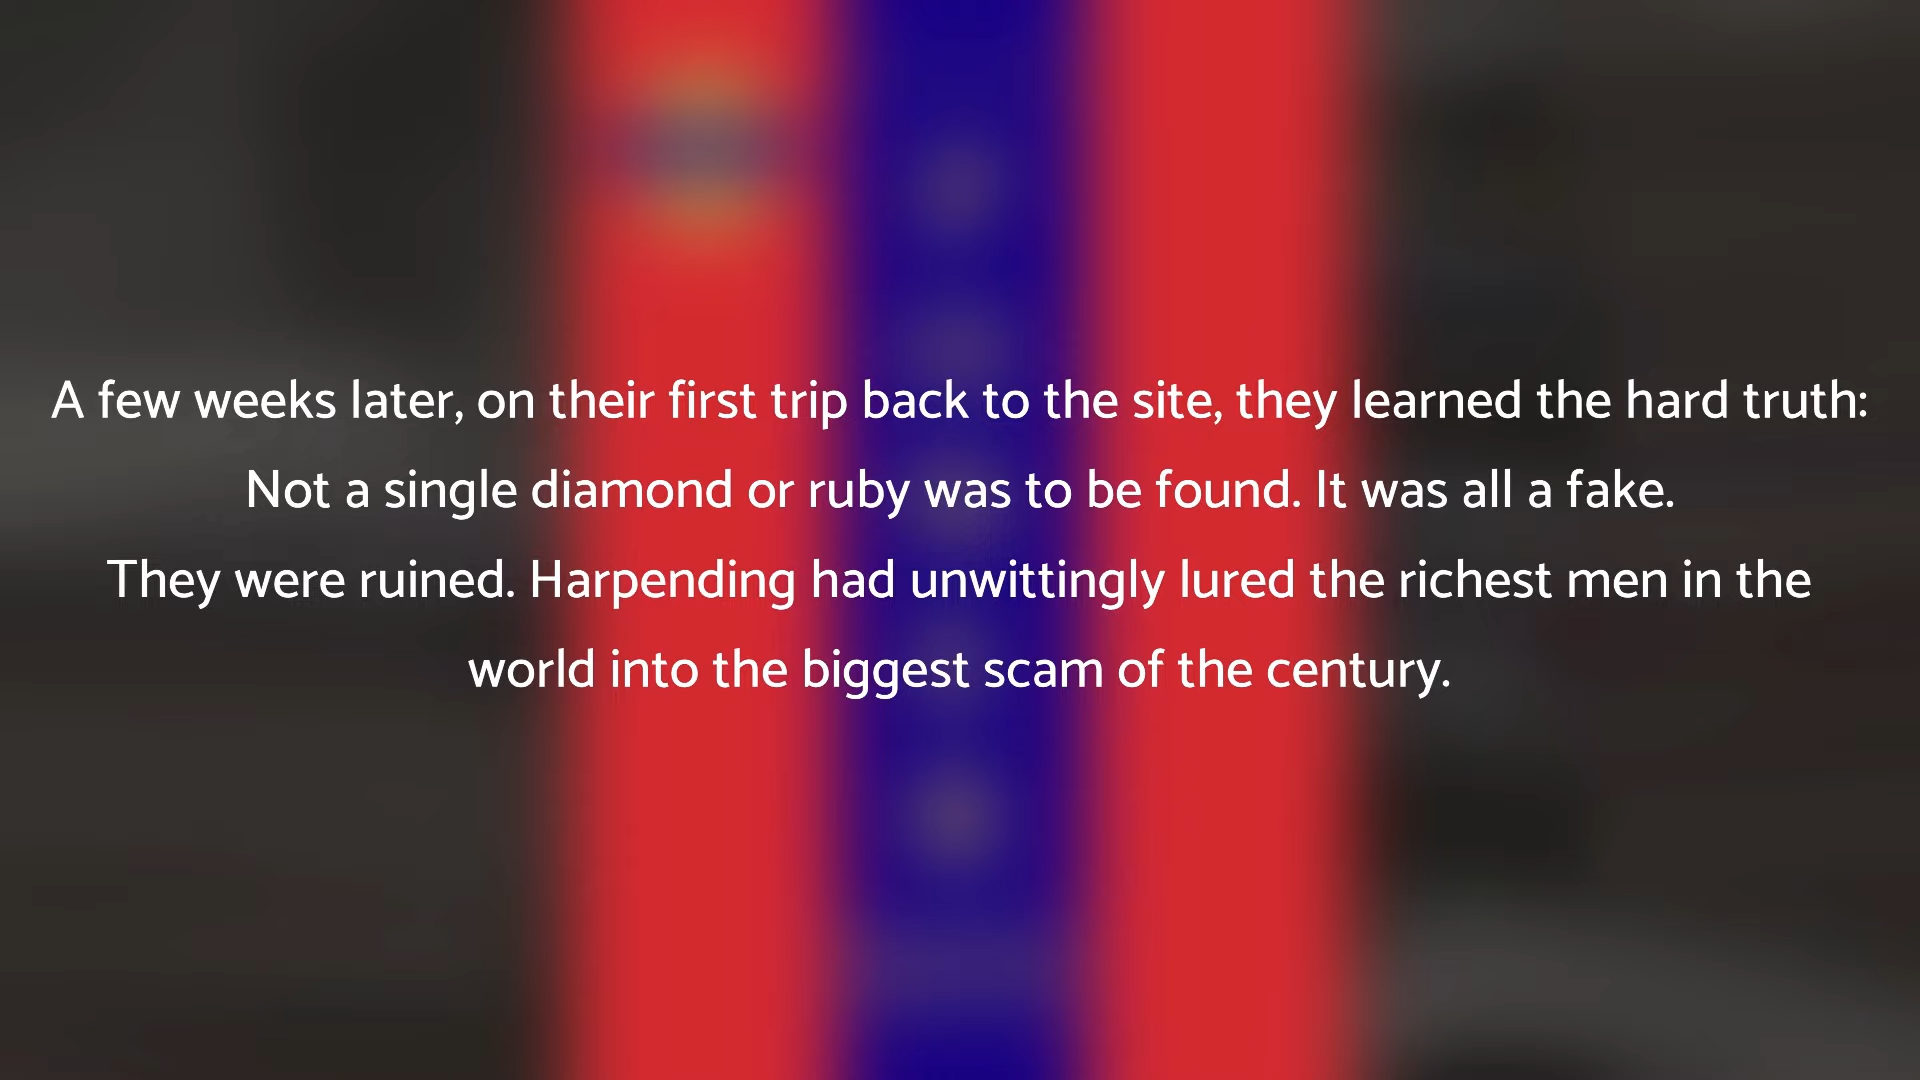 A few weeks later, on their first trip back to the site, they learned the hard truth:
Not a single diamond or ruby was to be found. It was all a fake.
They were ruined. Harpending had unwittingly lured the richest men in the
world into the biggest scam of the century.